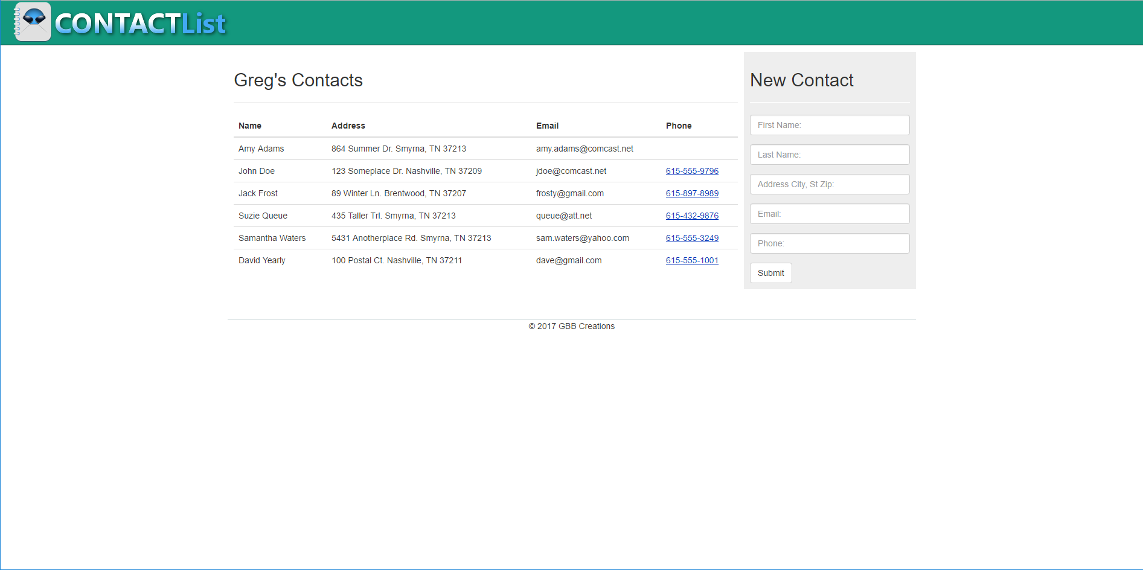 CONTACTList
Greg's Contacts
Name Address Email Phone
Amy Adams 864 Summer Dr. Smyrna, TN 37213 amy.adams@comcast.net
John Doe 123 Someplace Dr. Nashville, TN 37209 jdoe@comcast.net 615-555-9796
Jack Frost 89 Winter Ln. Brentwood, TN 37207 frosty@gmail.com 615-897-8989
Suzie Queue 435 Taller Trl. Smyrna, TN 37213 queue@att.net 615-432-9876
Samantha Waters 5431 Anotherplace Rd. Smyrna, TN 37213 sam.waters@yahoo.com 615-555-3249
David Yearly 100 Postal Ct. Nashville, TN 37211 dave@gmail.com 615-555-1001
New Contact
First Name:
Last Name:
Address City, St Zip:
Email:
Phone:
Submit
© 2017 GBB Creations